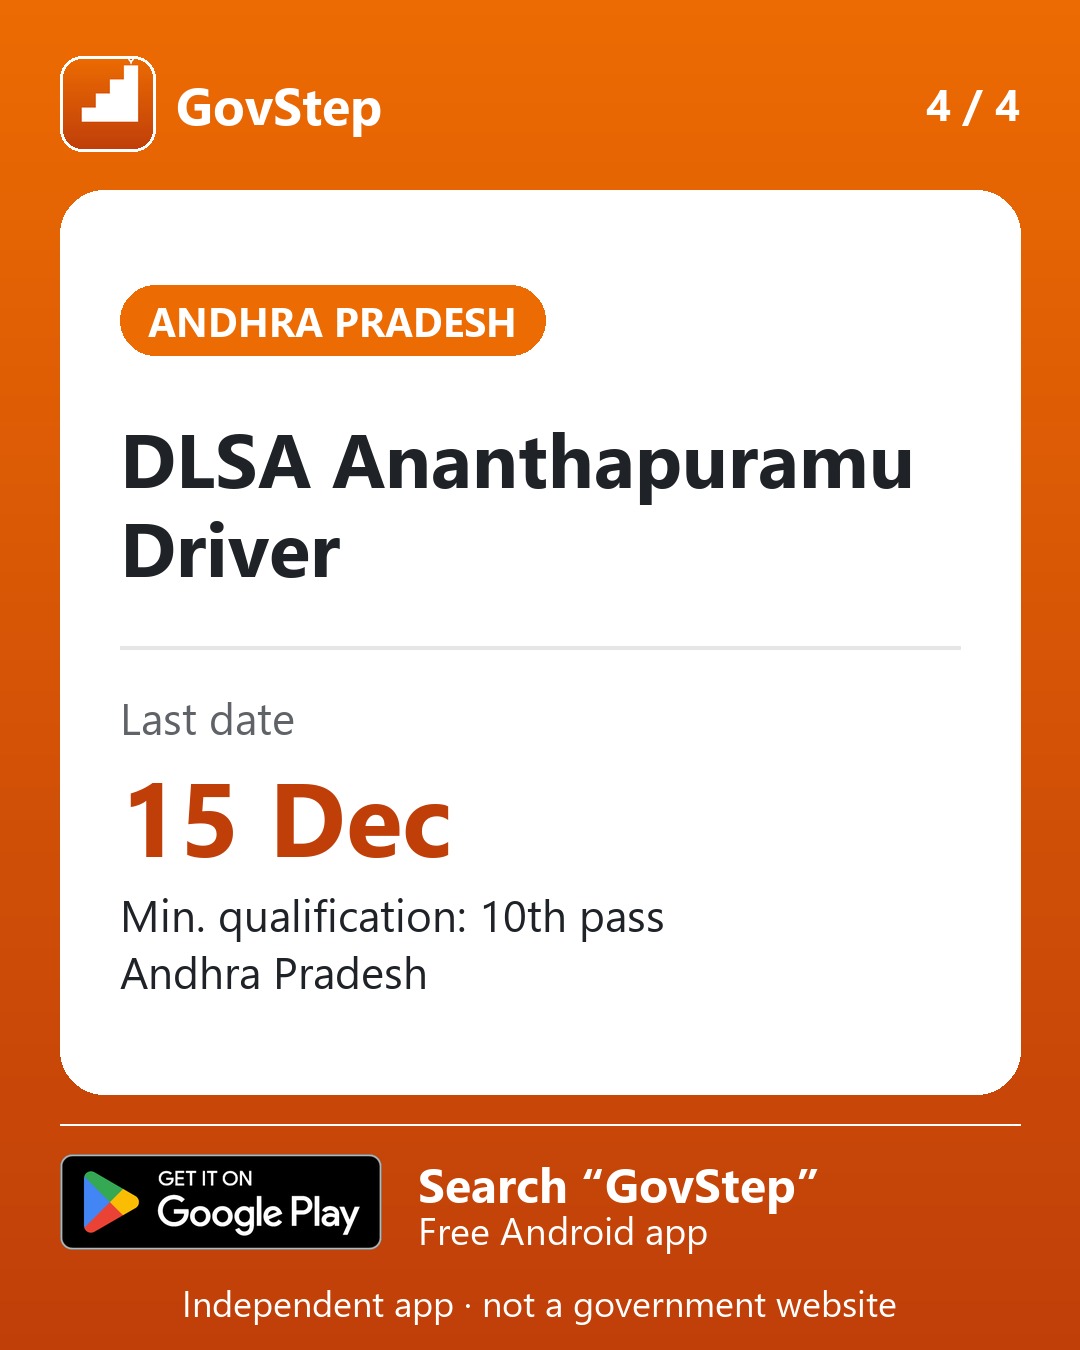 GovStep
4 / 4
ANDHRA PRADESH
DLSA Ananthapuramu
Driver
Last date
15 Dec
Min. qualification: 10th pass
Andhra Pradesh
GET IT ON
Google Play
Search “GovStep”
Free Android app
Independent app · not a government website